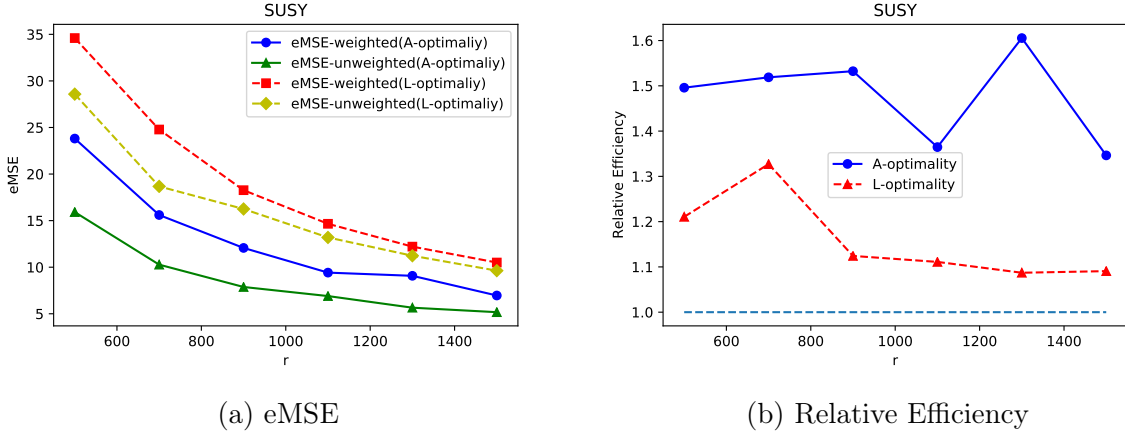 SUSY
eMSE-weighted(A-optimaliy)
eMSE-unweighted(A-optimaliy)
eMSE-weighted(L-optimaliy)
eMSE-unweighted(L-optimaliy)
eMSE
35
30
25
20
15
10
5
600 800 1000 1200 1400
r
(a) eMSE
SUSY
A-optimality
L-optimality
Relative Efficiency
1.6
1.5
1.4
1.3
1.2
1.1
1.0
600 800 1000 1200 1400
r
(b) Relative Efficiency